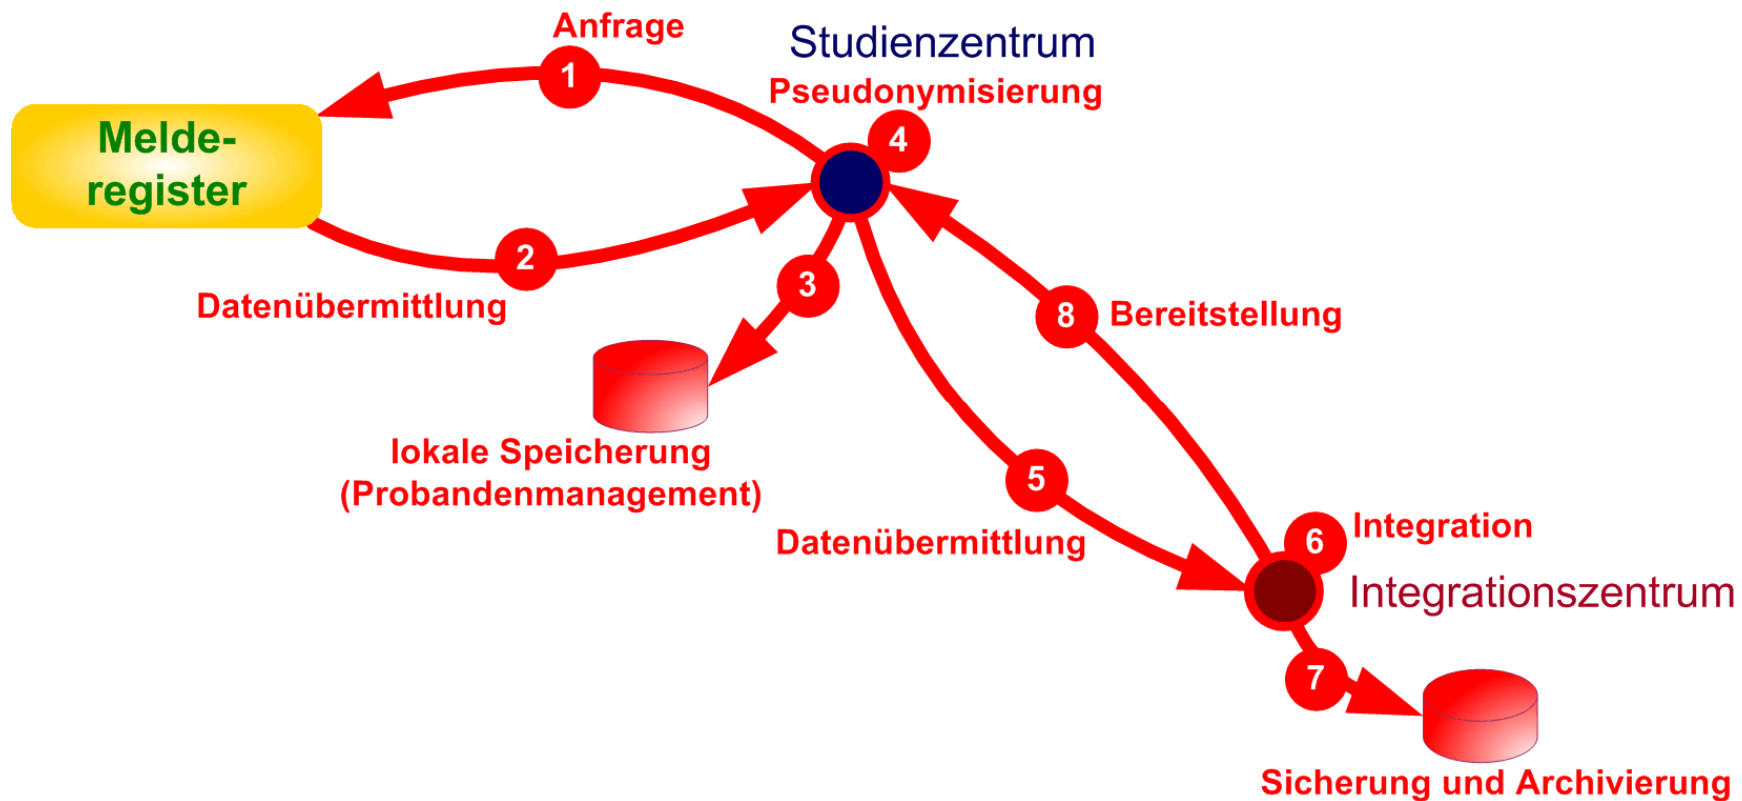 Anfrage
1
Studienzentrum
Pseudonymisierung
4
Melde-
register
2
Datenübermittlung
3
lokale Speicherung
(Probandenmanagement)
8
Bereitstellung
5
Datenübermittlung
6
Integration
Integrationszentrum
7
Sicherung und Archivierung